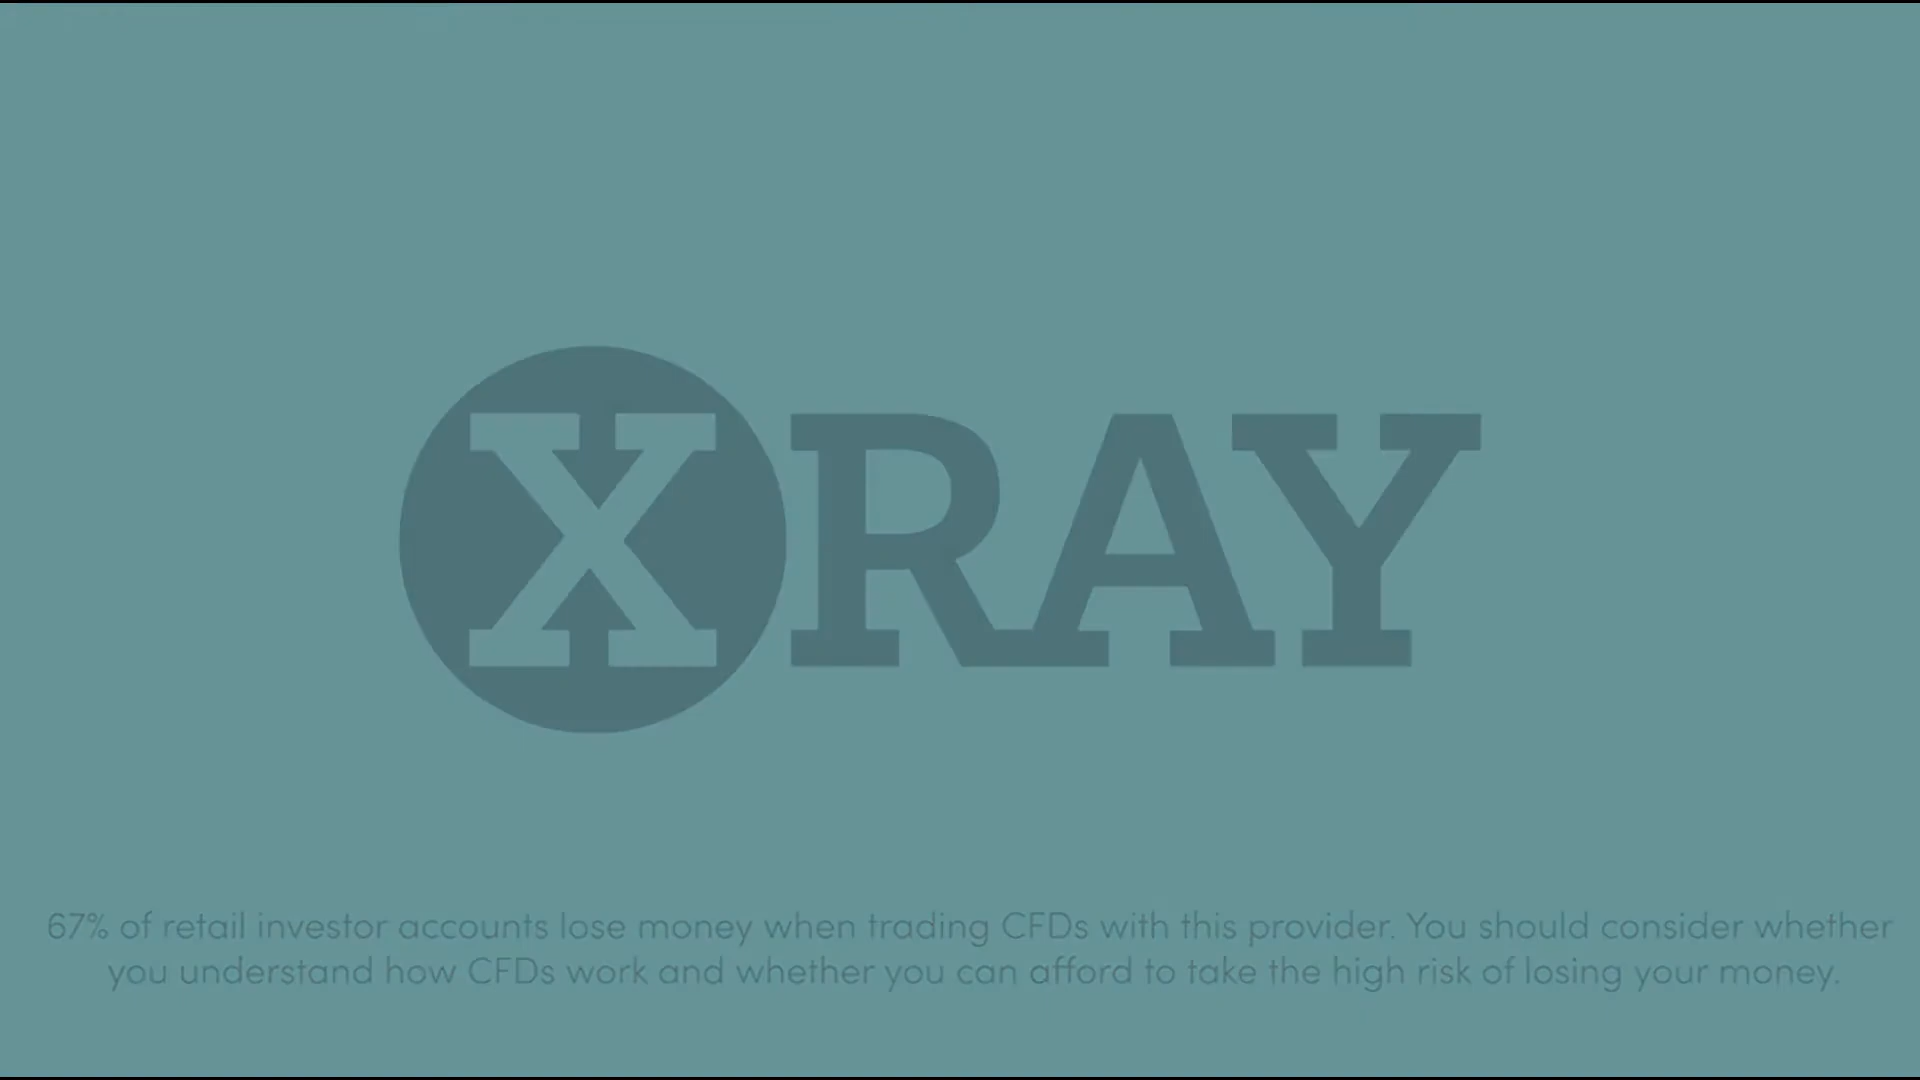 XRAY
67% of retail investor accounts lose money when trading CFDs with this provider. You should consider whether
you understand how CFDs work and whether you can afford to take the high risk of losing your money.